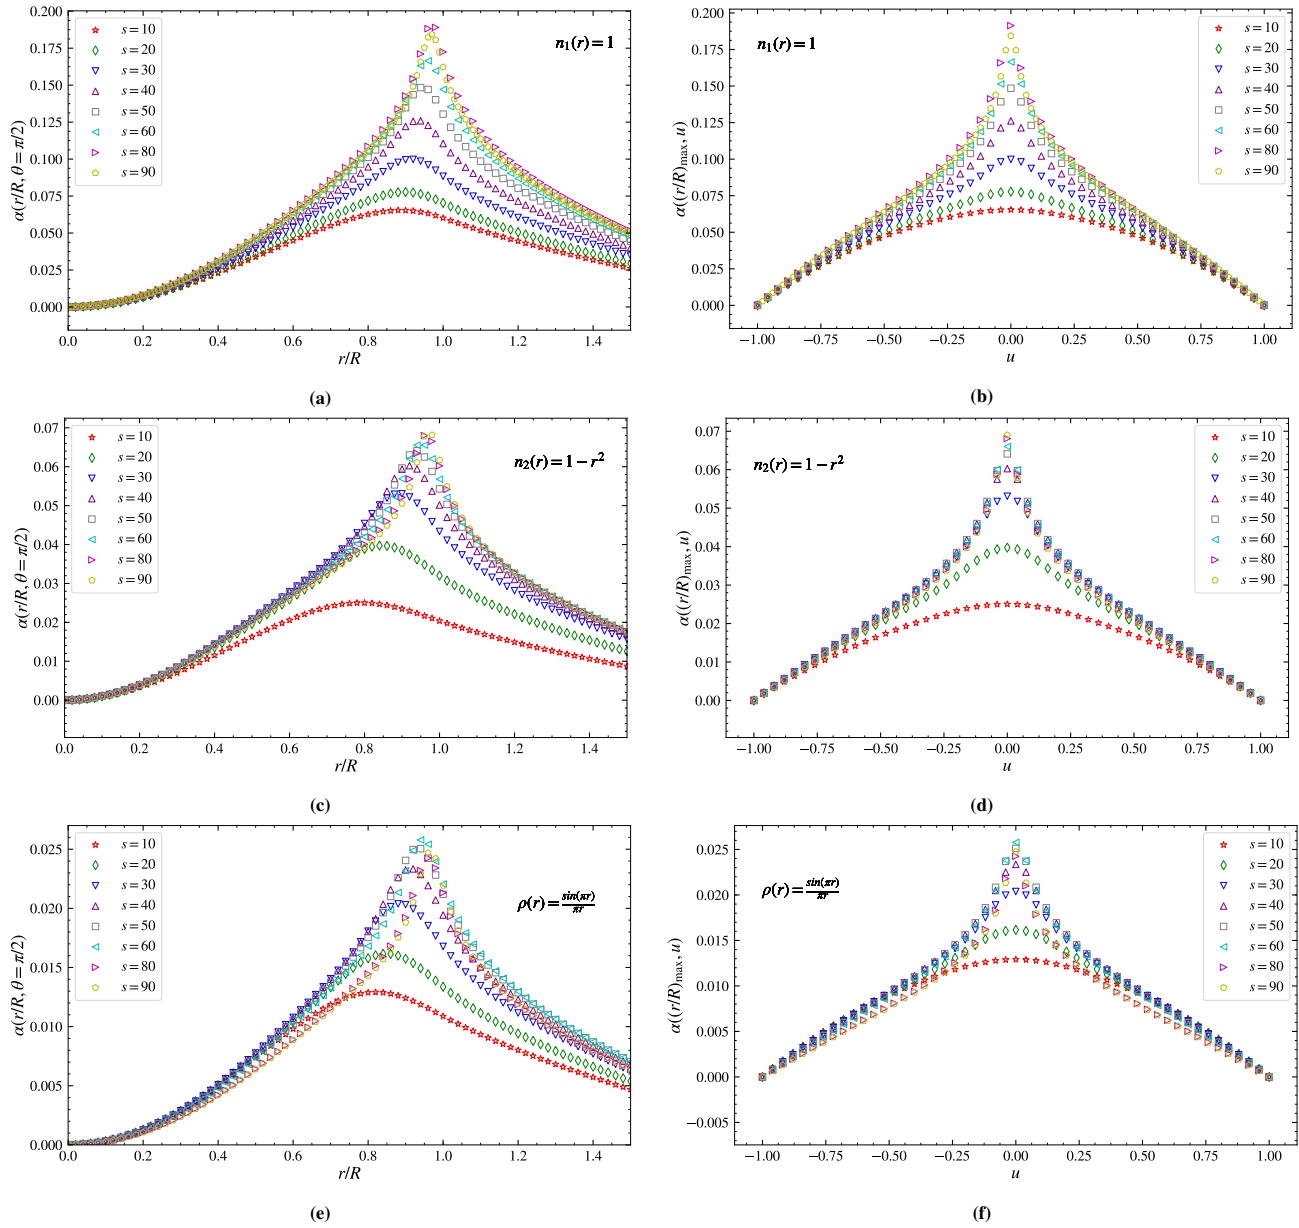 0.200
0.175
0.150
0.125
0.100
0.075
0.050
0.025
0.000
α(r/R, θ = π/2)
s = 10
s = 20
s = 30
s = 40
s = 50
s = 60
s = 80
s = 90
n₁(r) = 1
0.0 0.2 0.4 0.6 0.8 1.0 1.2 1.4
r/R
(a)
0.200
0.175
0.150
0.125
0.100
0.075
0.050
0.025
0.000
α((r/R)max, u)
n₁(r) = 1
s = 10
s = 20
s = 30
s = 40
s = 50
s = 60
s = 80
s = 90
−1.00 −0.75 −0.50 −0.25 0.00 0.25 0.50 0.75 1.00
u
(b)
0.07
0.06
0.05
0.04
0.03
0.02
0.01
0.00
α(r/R, θ = π/2)
s = 10
s = 20
s = 30
s = 40
s = 50
s = 60
s = 80
s = 90
n₂(r) = 1 − r²
0.0 0.2 0.4 0.6 0.8 1.0 1.2 1.4
r/R
(c)
0.07
0.06
0.05
0.04
0.03
0.02
0.01
0.00
α((r/R)max, u)
n₂(r) = 1 − r²
s = 10
s = 20
s = 30
s = 40
s = 50
s = 60
s = 80
s = 90
−1.00 −0.75 −0.50 −0.25 0.00 0.25 0.50 0.75 1.00
u
(d)
0.025
0.020
0.015
0.010
0.005
0.000
α(r/R, θ = π/2)
s = 10
s = 20
s = 30
s = 40
s = 50
s = 60
s = 80
s = 90
ρ(r) = sin(πr)/πr
0.0 0.2 0.4 0.6 0.8 1.0 1.2 1.4
r/R
(e)
0.025
0.020
0.015
0.010
0.005
0.000
−0.005
α((r/R)max, u)
ρ(r) = sin(πr)/πr
s = 10
s = 20
s = 30
s = 40
s = 50
s = 60
s = 80
s = 90
−1.00 −0.75 −0.50 −0.25 0.00 0.25 0.50 0.75 1.00
u
(f)